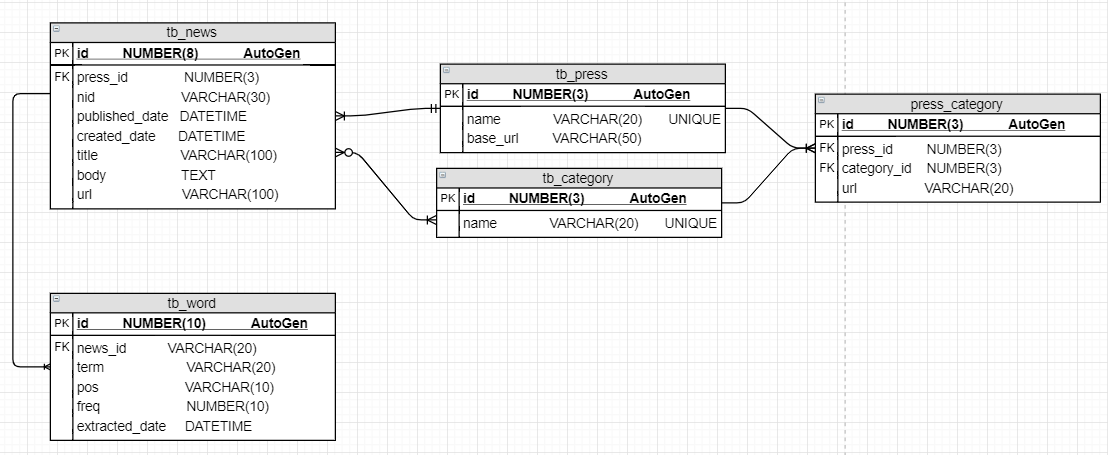 tb_news
PK id NUMBER(8) AutoGen
FK press_id NUMBER(3)
nid VARCHAR(30)
published_date DATETIME
created_date DATETIME
title VARCHAR(100)
body TEXT
url VARCHAR(100)
tb_press
PK id NUMBER(3) AutoGen
name VARCHAR(20) UNIQUE
base_url VARCHAR(50)
tb_category
PK id NUMBER(3) AutoGen
name VARCHAR(20) UNIQUE
press_category
PK id NUMBER(3) AutoGen
FK press_id NUMBER(3)
FK category_id NUMBER(3)
url VARCHAR(20)
tb_word
PK id NUMBER(10) AutoGen
FK news_id VARCHAR(20)
term VARCHAR(20)
pos VARCHAR(10)
freq NUMBER(10)
extracted_date DATETIME